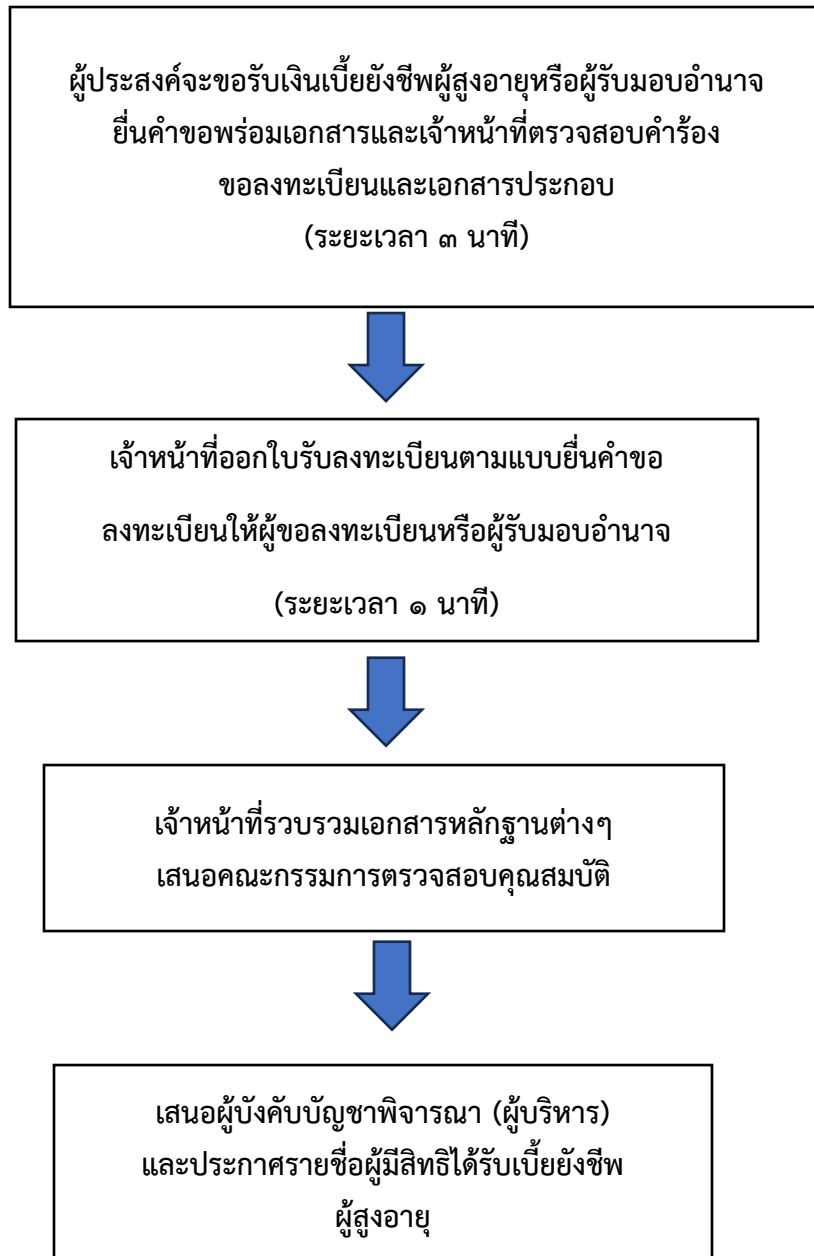 ผู้ประสงค์จะขอรับเงินเบี้ยยังชีพผู้สูงอายุหรือผู้รับมอบอำนาจ
ยื่นคำขอพร้อมเอกสารและเจ้าหน้าที่ตรวจสอบคำร้อง
ขอลงทะเบียนและเอกสารประกอบ
(ระยะเวลา ๓ นาที)
เจ้าหน้าที่ออกใบรับลงทะเบียนตามแบบยื่นคำขอ
ลงทะเบียนให้ผู้ขอลงทะเบียนหรือผู้รับมอบอำนาจ
(ระยะเวลา ๑ นาที)
เจ้าหน้าที่รวบรวมเอกสารหลักฐานต่างๆ
เสนอคณะกรรมการตรวจสอบคุณสมบัติ
เสนอผู้บังคับบัญชาพิจารณา (ผู้บริหาร)
และประกาศรายชื่อผู้มีสิทธิได้รับเบี้ยยังชีพ
ผู้สูงอายุ